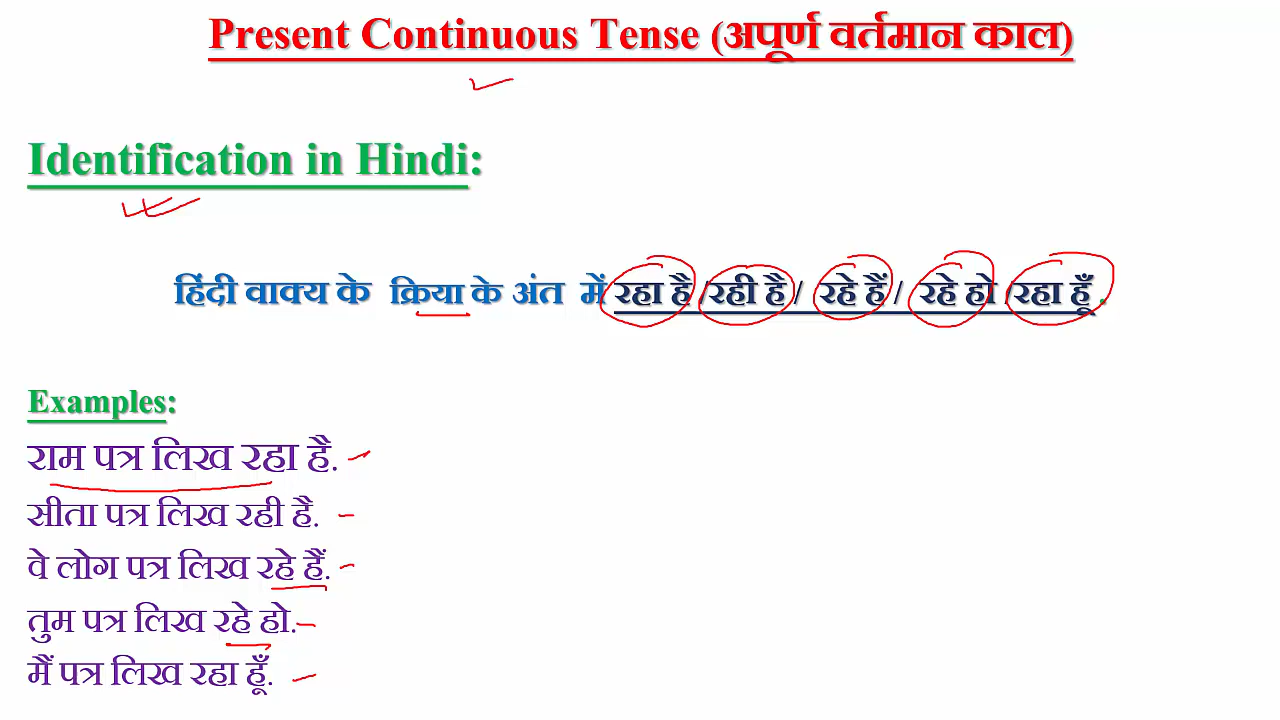 Present Continuous Tense (अपूर्ण वर्तमान काल)
Identification in Hindi:
हिंदी वाक्य के क्रिया के अंत में रहा है /रही है / रहे हैं / रहे हो /रहा हूँ .
Examples:
राम पत्र लिख रहा है.
सीता पत्र लिख रही है.
वे लोग पत्र लिख रहे हैं.
तुम पत्र लिख रहे हो.
मैं पत्र लिख रहा हूँ.